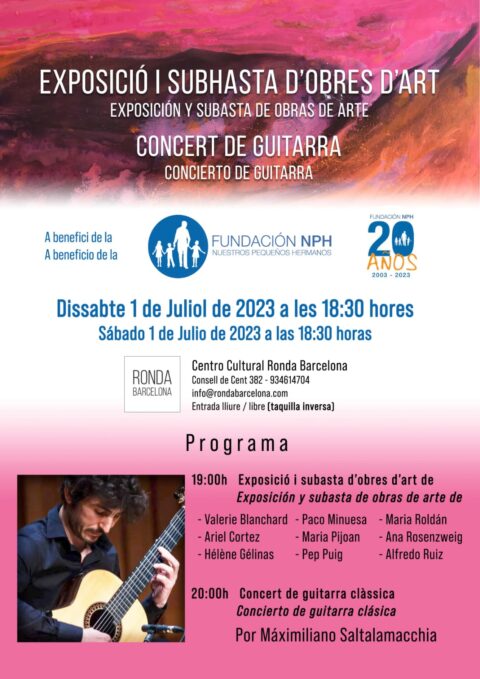 EXPOSICIÓ I SUBHASTA D'OBRES D'ART
EXPOSICIÓN Y SUBASTA DE OBRAS DE ARTE
CONCERT DE GUITARRA
CONCIERTO DE GUITARRA
A benefici de la
A beneficio de la
FUNDACIÓN NPH
NUESTROS PEQUEÑOS HERMANOS
FUNDACIÓN NPH
20
AÑOS
2003 - 2023
Dissabte 1 de Juliol de 2023 a les 18:30 hores
Sábado 1 de Julio de 2023 a las 18:30 horas
RONDA
BARCELONA
Centro Cultural Ronda Barcelona
Consell de Cent 382 - 934614704
info@rondabarcelona.com
Entrada lliure / libre (taquilla inversa)
Programa
19:00h Exposició i subasta d'obres d'art de
Exposición y subasta de obras de arte de
- Valerie Blanchard - Paco Minuesa - Maria Roldán
- Ariel Cortez - Maria Pijoan - Ana Rosenzweig
- Hélène Gélinas - Pep Puig - Alfredo Ruiz
20:00h Concert de guitarra clàssica
Concierto de guitarra clásica
Por Máximiliano Saltalamacchia